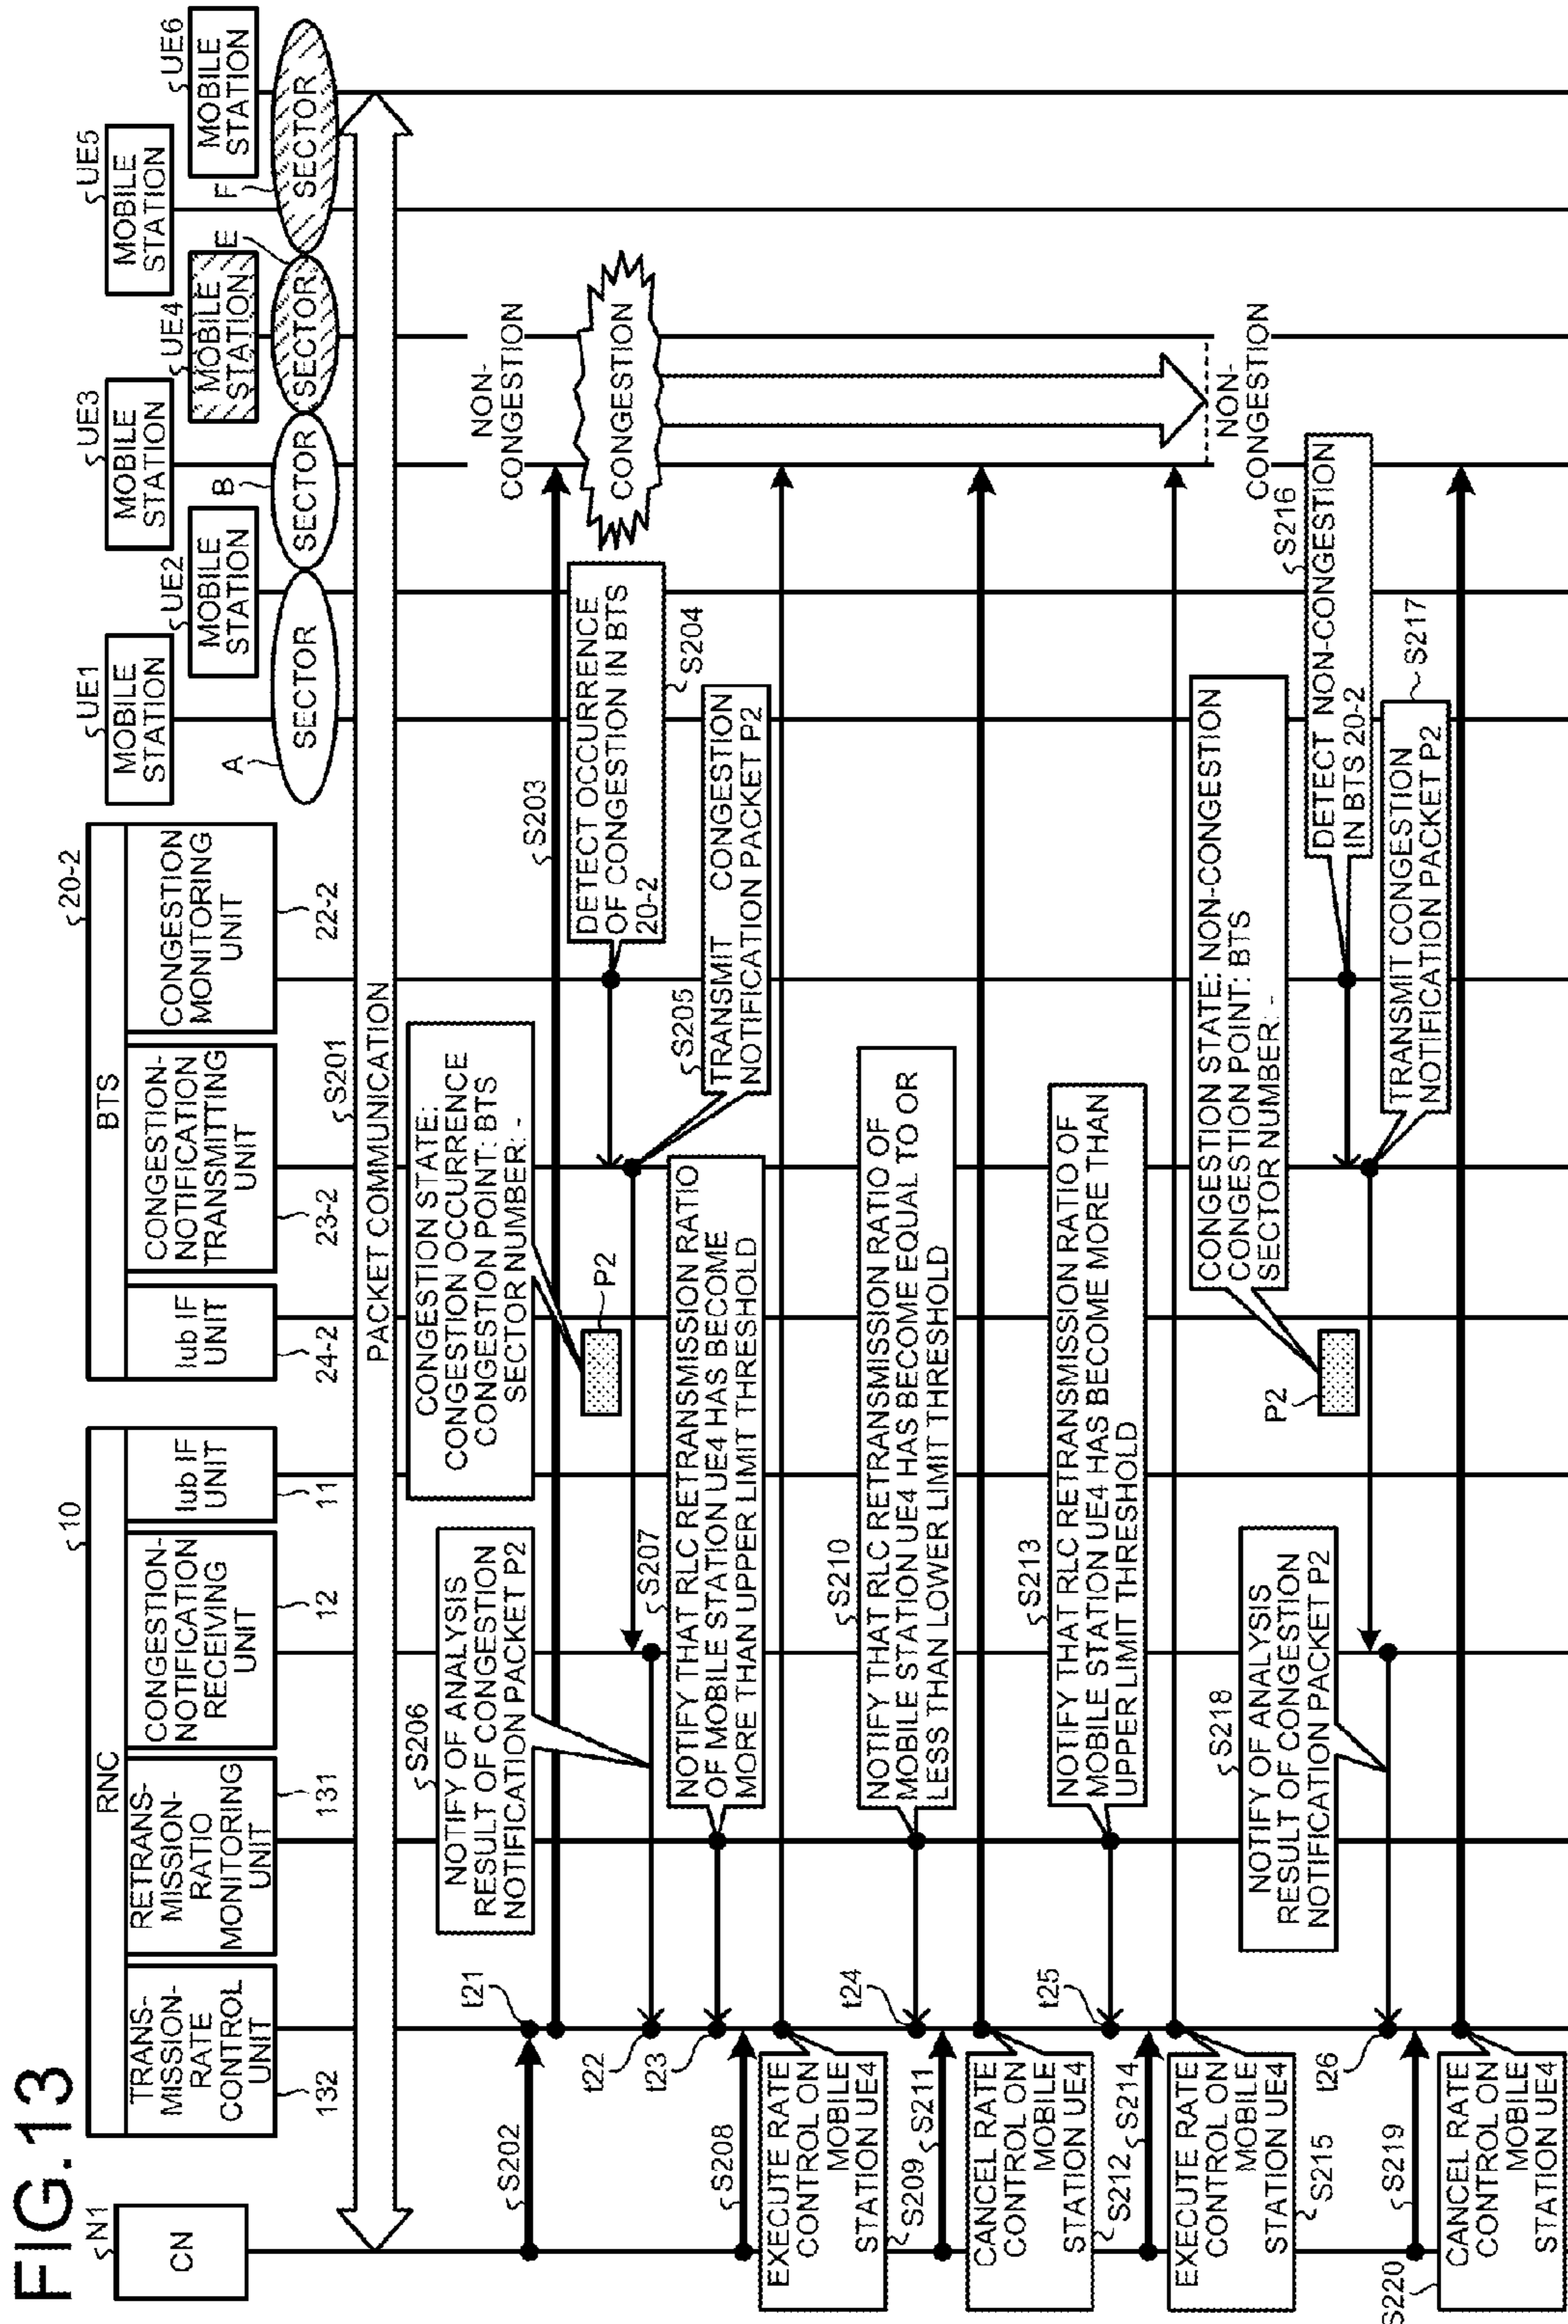 FIG.13
N1
CN
10
RNC
TRANS-
MISSION-
RATE
CONTROL
UNIT
132
RETRANS-
MISSION-
RATIO
MONITORING
UNIT
131
CONGESTION-
NOTIFICATION
RECEIVING
UNIT
12
Iub IF
UNIT
11
20-2
BTS
Iub IF
UNIT
24-2
CONGESTION-
NOTIFICATION
TRANSMITTING
UNIT
23-2
CONGESTION
MONITORING
UNIT
22-2
UE1
MOBILE
STATION
UE2
MOBILE
STATION
UE3
MOBILE
STATION
UE4
MOBILE
STATION
UE5
MOBILE
STATION
UE6
MOBILE
STATION
A
SECTOR
B
SECTOR
E
SECTOR
F
SECTOR
S201
PACKET COMMUNICATION
S202
t21
S203
NON-
CONGESTION
CONGESTION STATE:
CONGESTION OCCURRENCE
CONGESTION POINT: BTS
SECTOR NUMBER: -
P2
DETECT OCCURRENCE
OF CONGESTION IN BTS
20-2
S204
CONGESTION
S205
TRANSMIT CONGESTION
NOTIFICATION PACKET P2
S206
NOTIFY OF ANALYSIS
RESULT OF CONGESTION
NOTIFICATION PACKET P2
t22
S207
NOTIFY THAT RLC RETRANSMISSION RATIO
OF MOBILE STATION UE4 HAS BECOME
MORE THAN UPPER LIMIT THRESHOLD
t23
S208
EXECUTE RATE
CONTROL ON
MOBILE
STATION UE4
S209
S210
NOTIFY THAT RLC RETRANSMISSION RATIO OF
MOBILE STATION UE4 HAS BECOME EQUAL TO OR
LESS THAN LOWER LIMIT THRESHOLD
t24
S211
CANCEL RATE
CONTROL ON
MOBILE
STATION UE4
S212
S213
NOTIFY THAT RLC RETRANSMISSION RATIO OF
MOBILE STATION UE4 HAS BECOME MORE THAN
UPPER LIMIT THRESHOLD
t25
S214
EXECUTE RATE
CONTROL ON
MOBILE
STATION UE4
S215
NON-
CONGESTION
CONGESTION STATE: NON-CONGESTION
CONGESTION POINT: BTS
SECTOR NUMBER: -
P2
S216
DETECT NON-CONGESTION
IN BTS 20-2
TRANSMIT CONGESTION
NOTIFICATION PACKET P2
S217
S218
NOTIFY OF ANALYSIS
RESULT OF CONGESTION
NOTIFICATION PACKET P2
t26
S219
CANCEL RATE
CONTROL ON
MOBILE
STATION UE4
S220